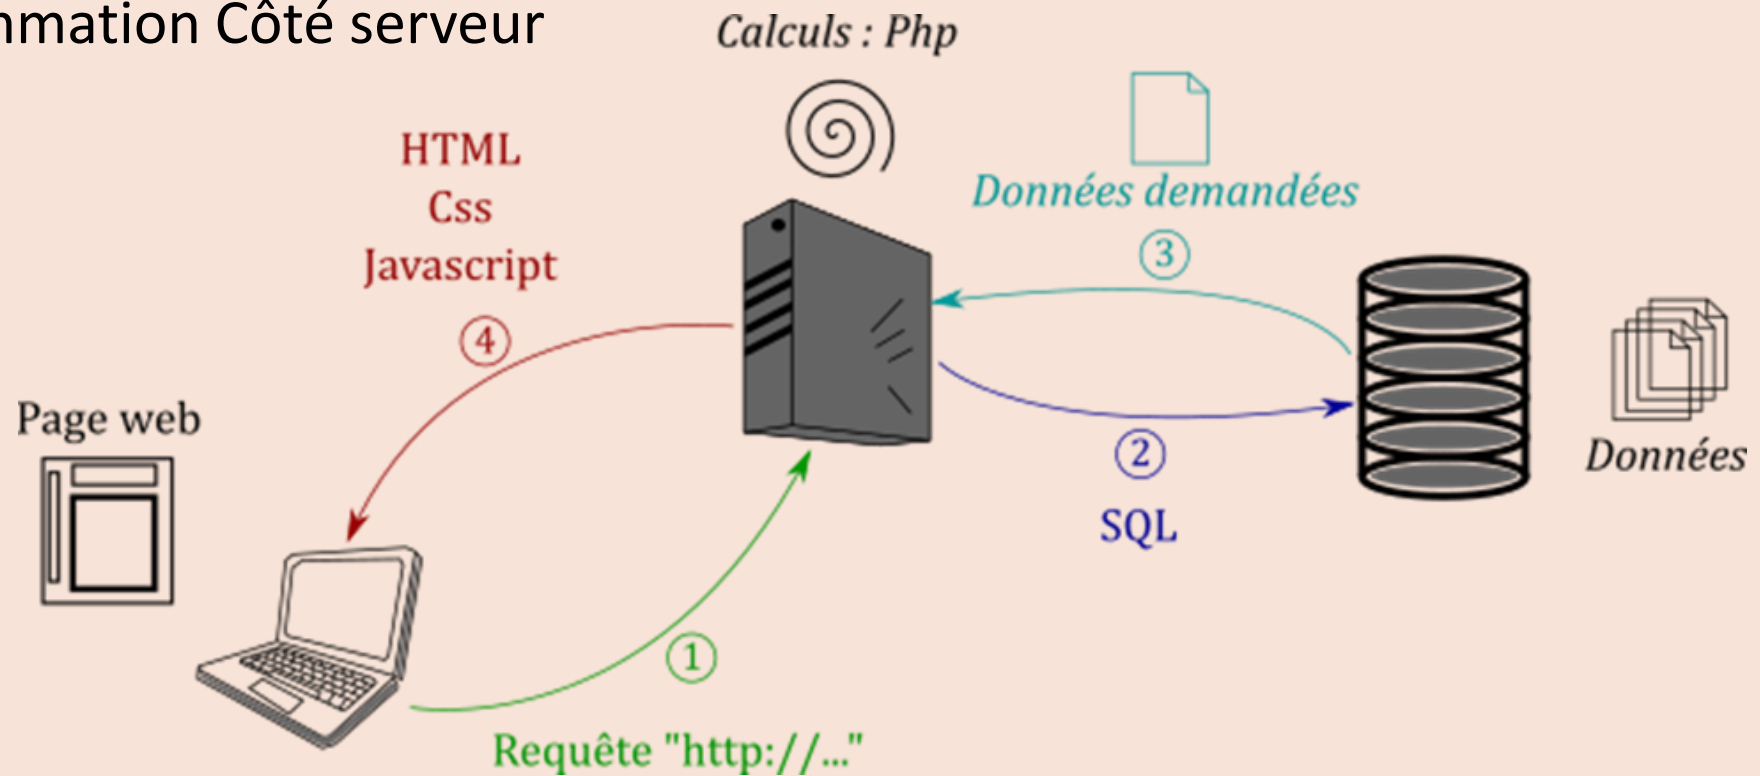 mmation Côté serveur
Calculs : Php
HTML
Css
Javascript
Données demandées
3
4
Page web
2
Données
SQL
1
Requête "http://..."